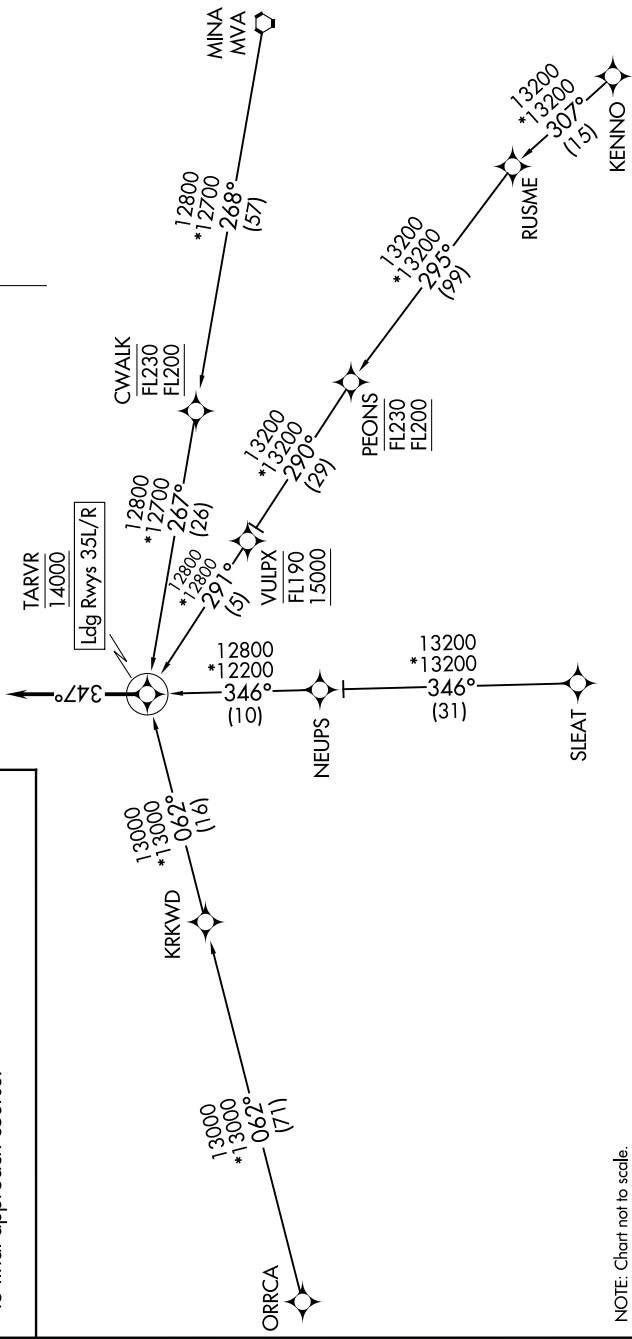 MINA
MVA
12800
*12700
268°
(57)
CWALK
FL230
FL200
12800
*12700
267°
(26)
TARVR
14000
Ldg Rwys 35L/R
347°
13200
*13200
307°
(15)
KENNO
RUSME
13200
*13200
295°
(99)
PEONS
FL230
FL200
13200
*13200
290°
(29)
VULPX
FL190
15000
12800
*12800
291°
(5)
12800
*12200
346°
(10)
NEUPS
13200
*13200
346°
(31)
SLEAT
13000
*13000
062°
(16)
KRKWD
13000
*13000
062°
(71)
ORRCA
NOTE: Chart not to scale.